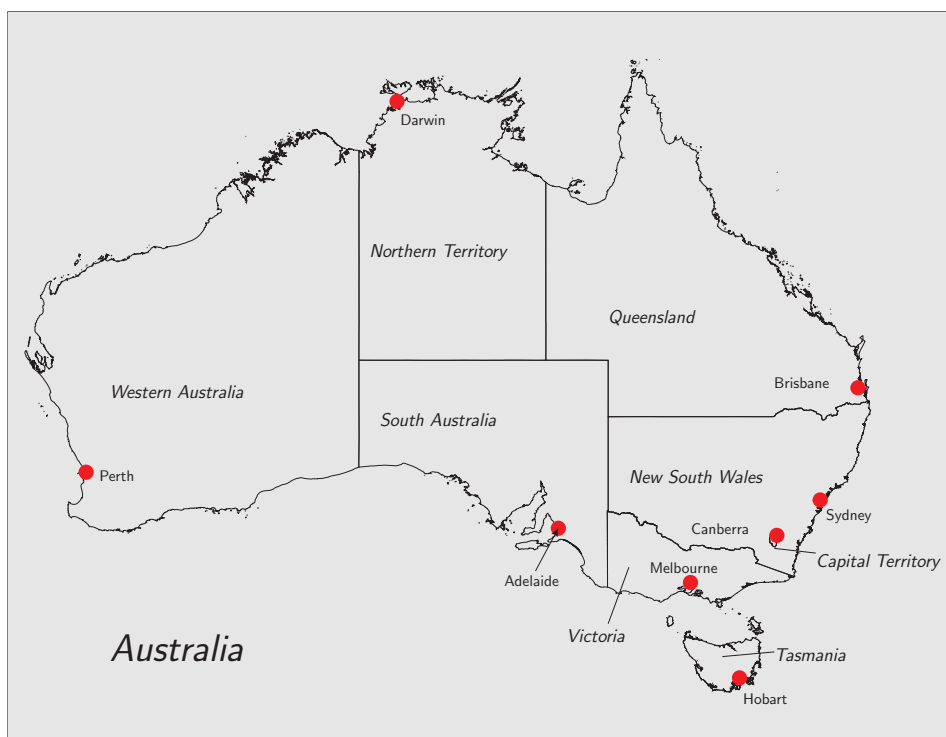 Darwin
Northern Territory
Queensland
Brisbane
Western Australia
South Australia
Perth
New South Wales
Sydney
Canberra
Capital Territory
Melbourne
Adelaide
Victoria
Australia
Tasmania
Hobart